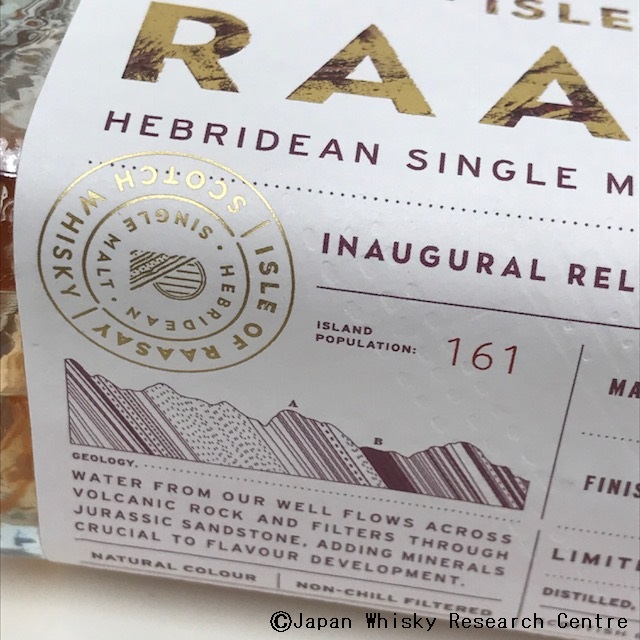 ISLE
RAA
HEBRIDEAN SINGLE M
ISLE OF RAASAY | SCOTCH WHISKY |
HEBRIDEAN • SINGLE MALT •
INAUGURAL REL
ISLAND
POPULATION: 161
MA
FINIS
LIMIT
DISTILLED,
A
B
GEOLOGY.
WATER FROM OUR WELL FLOWS ACROSS
VOLCANIC ROCK AND FILTERS THROUGH
JURASSIC SANDSTONE, ADDING MINERALS
CRUCIAL TO FLAVOUR DEVELOPMENT.
NATURAL COLOUR | NON-CHILL FILTERED
©Japan Whisky Research Centre